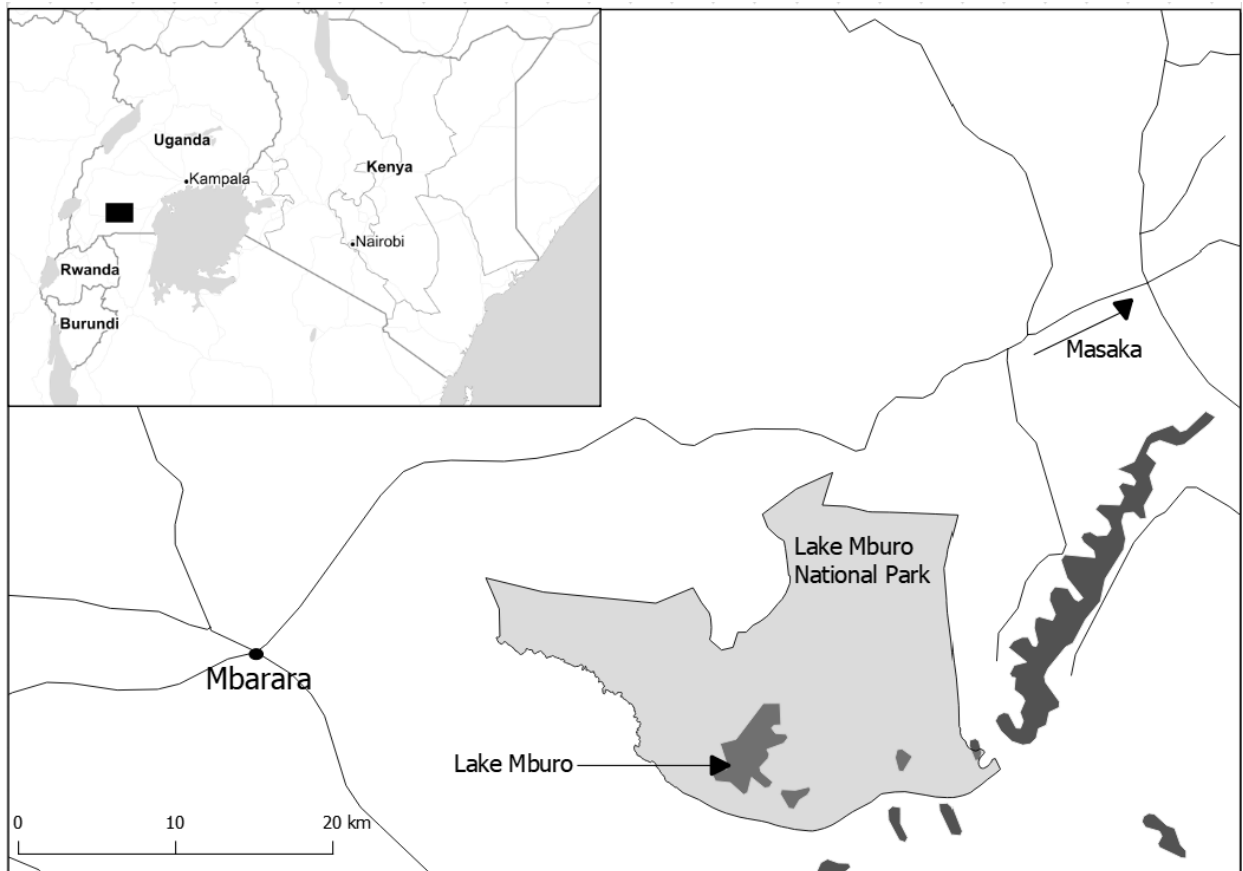 Uganda
Kampala
Kenya
Nairobi
Rwanda
Burundi
Masaka
Lake Mburo
National Park
Mbarara
Lake Mburo
0 10 20 km